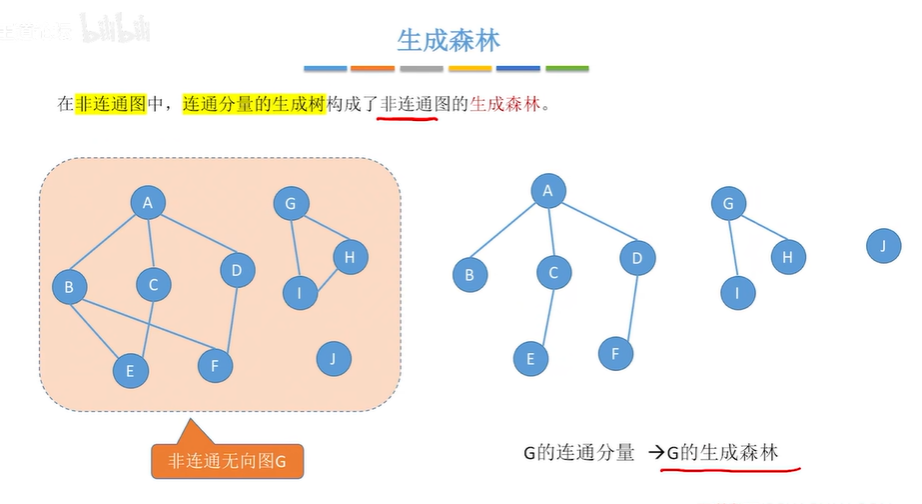 bilibili
生成森林
在非连通图中，连通分量的生成树构成了非连通图的生成森林。
A G A G
H D H J
B C D I B C I
E F J E F
非连通无向图G
G的连通分量 →G的生成森林